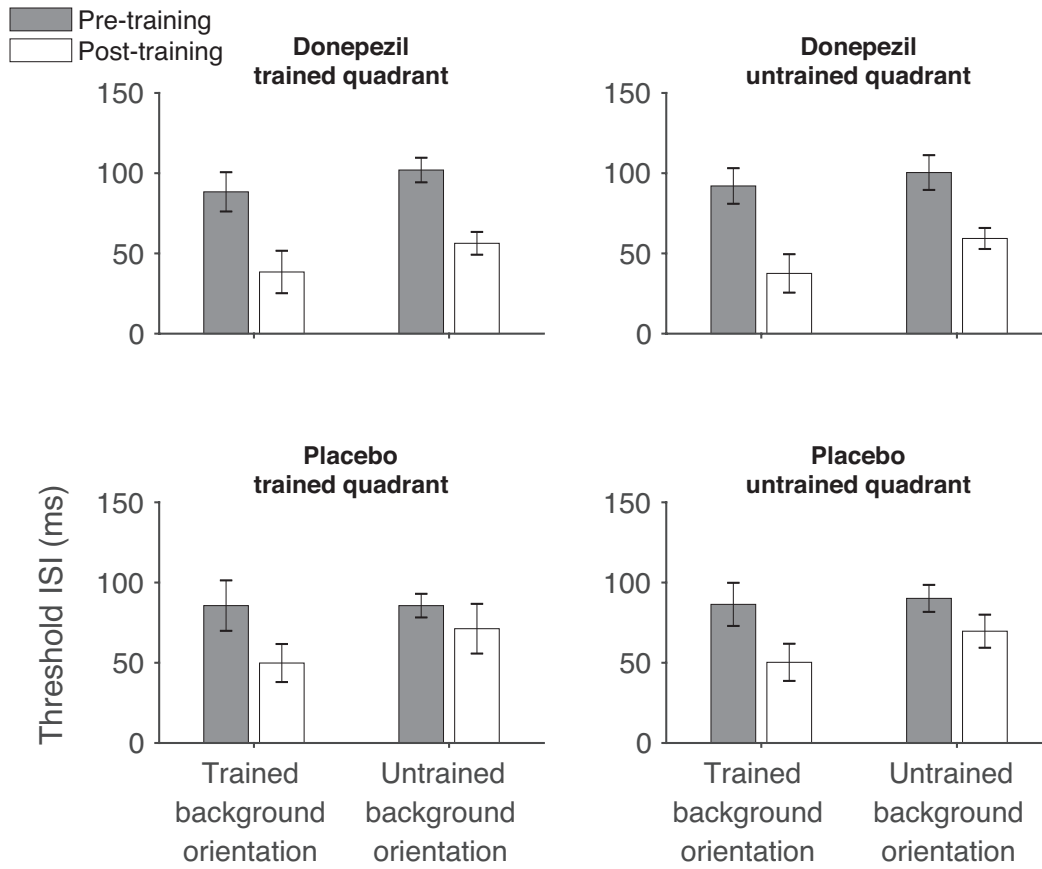 Pre-training
Post-training
Donepezil
trained quadrant
150
100
50
0
Donepezil
untrained quadrant
150
100
50
0
Threshold ISI (ms)
Placebo
trained quadrant
150
100
50
0
Trained
background
orientation
Untrained
background
orientation
Placebo
untrained quadrant
150
100
50
0
Trained
background
orientation
Untrained
background
orientation